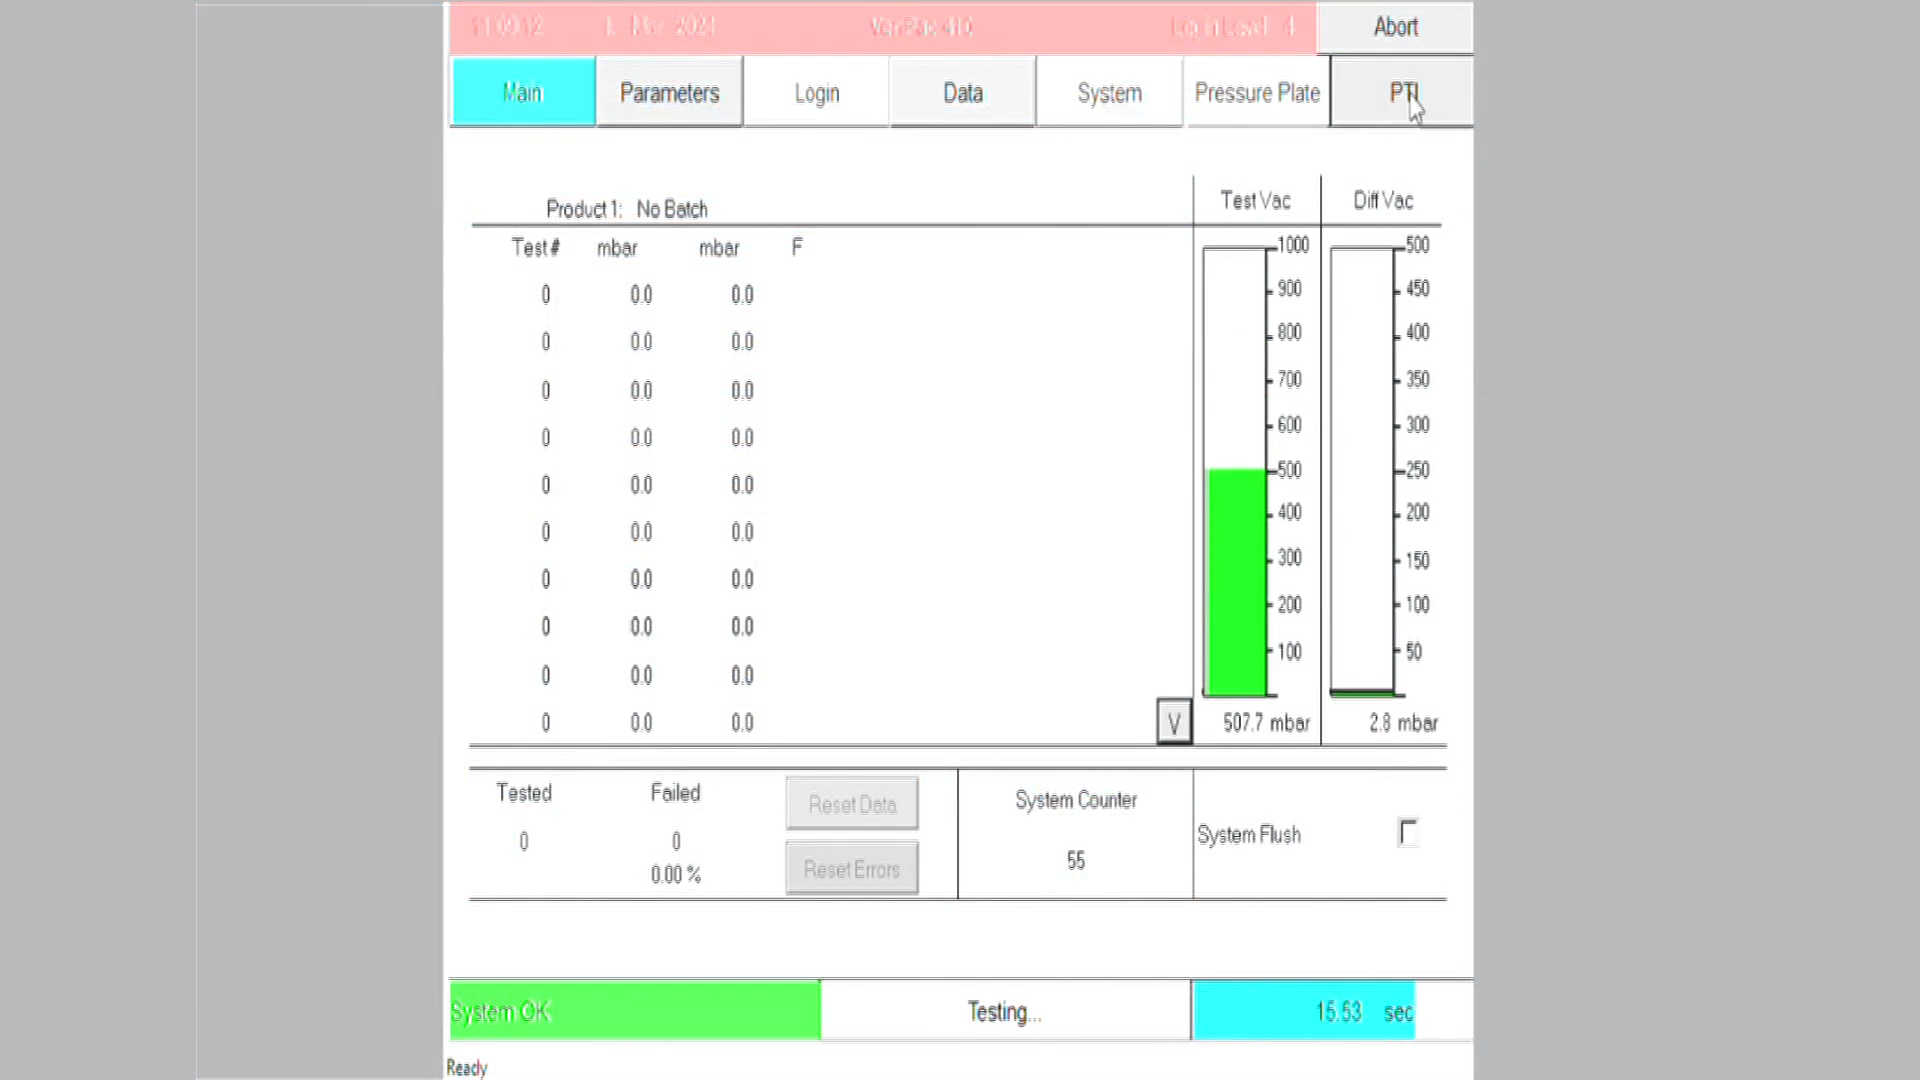 2024
Abort
Main Parameters Login Data System Pressure Plate PTI
Test Vac Diff Vac
Product 1: No Batch
Test # mbar mbar F
1000 500
0 0.0 0.0 900 450
0 0.0 0.0 800 400
0 0.0 0.0 700 350
0 0.0 0.0 600 300
0 0.0 0.0 500 250
0 0.0 0.0 400 200
0 0.0 0.0 300 150
0 0.0 0.0 200 100
0 0.0 0.0 100 50
0 0.0 0.0 V 507.7 mbar 2.8 mbar
Tested Failed Reset Data System Counter
System Flush
0 0
0.00 % Reset Errors 55
System OK Testing... 15.53 sec
Ready